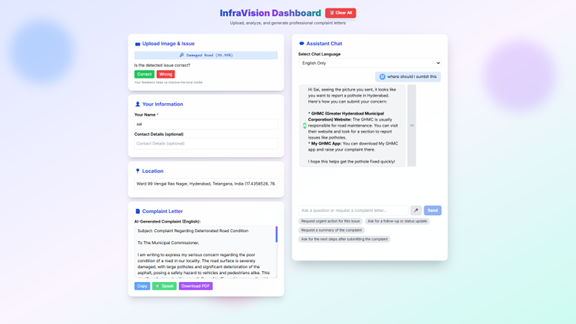 InfraVision Dashboard
Clear All
Upload, analyze, and generate professional complaint letters.
Upload Image & Issue
Damaged Road (99.99%)
Is the detected issue correct?
Correct
Wrong
Your feedback helps us improve the local model.
Your Information
Your Name *
sai
Contact Details (optional)
Contact Details (optional)
Location
Ward 99 Vengal Rao Nagar, Hyderabad, Telangana, India (17.4358528, 78.
Complaint Letter
AI-Generated Complaint (English):
Subject: Complaint Regarding Deteriorated Road Condition
To The Municipal Commissioner,
I am writing to express my serious concern regarding the poor
condition of a road in our locality. The road surface is severely
damaged, with large potholes and significant deterioration of the
asphalt, posing a safety hazard to vehicles and pedestrians alike. This
Copy
Speak
Download PDF
Assistant Chat
Select Chat Language
English Only
where should i sumbit this
Hi Sai, seeing the picture you sent, it looks like
you want to report a pothole in Hyderabad.
Here's how you can submit your concern:
* GHMC (Greater Hyderabad Municipal
Corporation) Website: The GHMC is usually
responsible for road maintenance. You can visit
their website and look for a section to report
issues like potholes.
* My GHMC App: You can download My GHMC
app and raise your complaint there.
I hope this helps get the pothole fixed quickly!
Ask a question or request a complaint letter...
Send
Request urgent action for this issue
Ask for a follow-up or status update
Request a summary of the complaint
Ask for the next steps after submitting the complaint